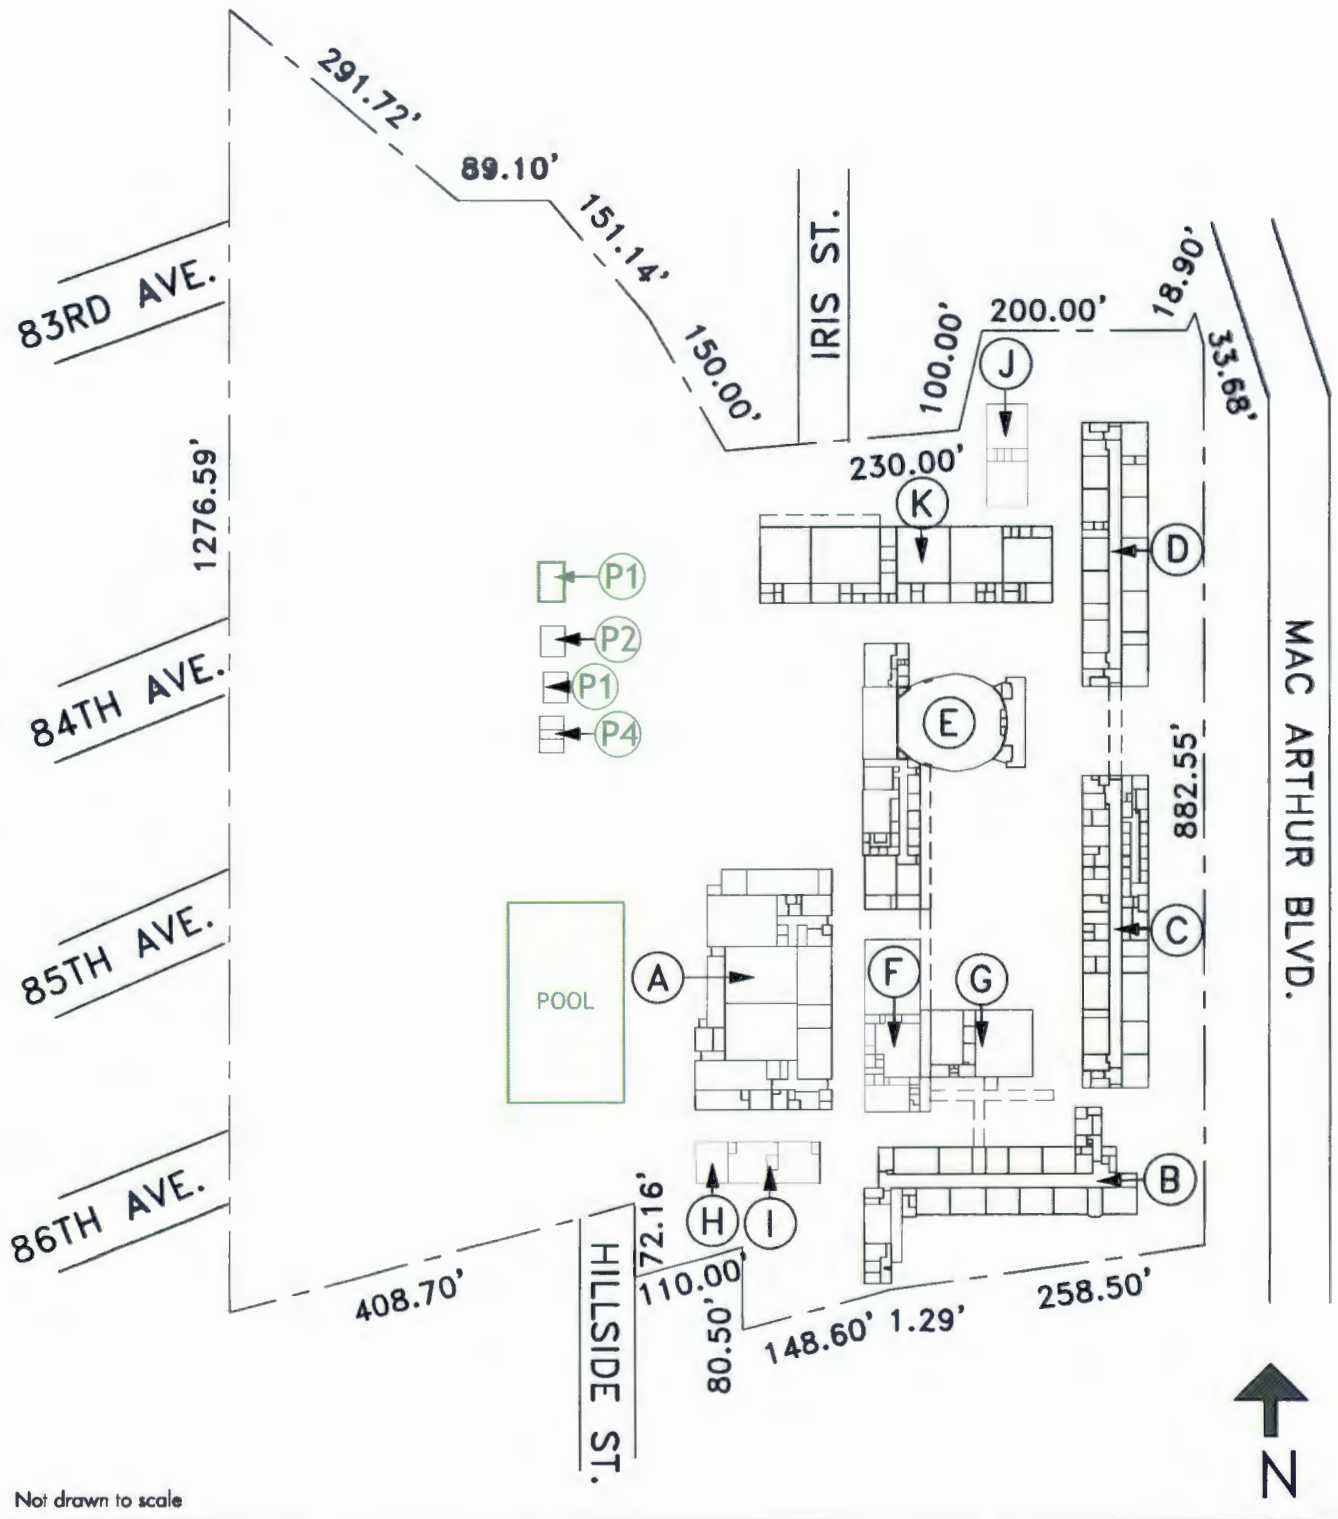 291.72'
89.10'
151.14'
150.00'
IRIS ST.
100.00'
200.00'
18.90'
33.68'
230.00'
83RD AVE.
1276.59'
J
K
D
P1
P2
P1
P4
84TH AVE.
E
MAC ARTHUR BLVD.
882.55'
85TH AVE.
POOL
A
F
G
C
86TH AVE.
B
H
I
72.16'
110.00'
408.70'
HILLSIDE ST.
80.50'
148.60'
1.29'
258.50'
N
Not drawn to scale